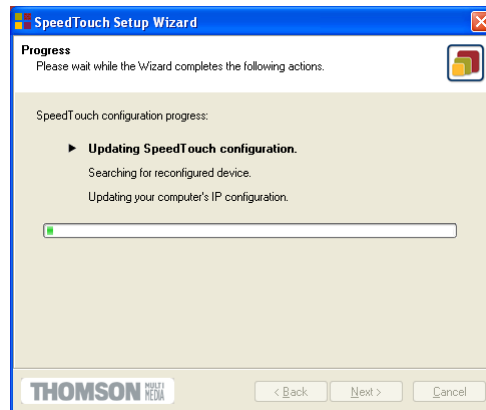 SpeedTouch Setup Wizard
Progress
Please wait while the Wizard completes the following actions.
SpeedTouch configuration progress:
Updating SpeedTouch configuration.
Searching for reconfigured device.
Updating your computer's IP configuration.
THOMSON MULTI MEDIA
< Back Next > Cancel